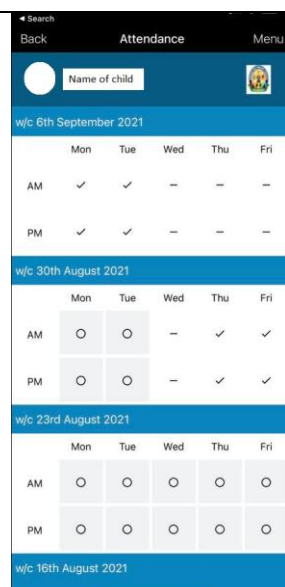 ◄ Search
Back Attendance Menu
Name of child
w/c 6th September 2021
Mon Tue Wed Thu Fri
AM ✓ ✓ – – –
PM ✓ ✓ – – –
w/c 30th August 2021
Mon Tue Wed Thu Fri
AM O O – ✓ ✓
PM O O – ✓ ✓
w/c 23rd August 2021
Mon Tue Wed Thu Fri
AM O O O O O
PM O O O O O
w/c 16th August 2021